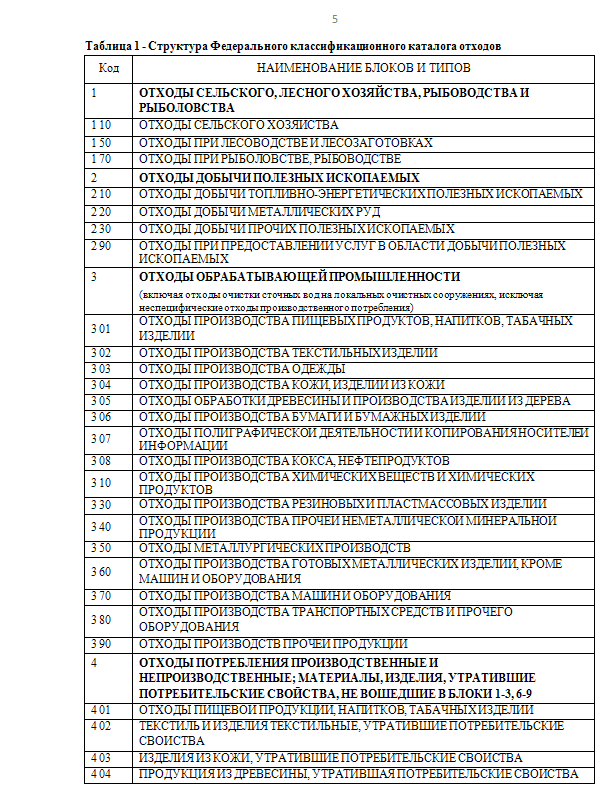 5
Таблица 1 - Структура Федерального классификационного каталога отходов
Код НАИМЕНОВАНИЕ БЛОКОВ И ТИПОВ
1 ОТХОДЫ СЕЛЬСКОГО, ЛЕСНОГО ХОЗЯЙСТВА, РЫБОВОДСТВА И
РЫБОЛОВСТВА
1 10 ОТХОДЫ СЕЛЬСКОГО ХОЗЯЙСТВА
1 50 ОТХОДЫ ПРИ ЛЕСОВОДСТВЕ И ЛЕСОЗАГОТОВКАХ
1 70 ОТХОДЫ ПРИ РЫБОЛОВСТВЕ, РЫБОВОДСТВЕ
2 ОТХОДЫ ДОБЫЧИ ПОЛЕЗНЫХ ИСКОПАЕМЫХ
2 10 ОТХОДЫ ДОБЫЧИ ТОПЛИВНО-ЭНЕРГЕТИЧЕСКИХ ПОЛЕЗНЫХ ИСКОПАЕМЫХ
2 20 ОТХОДЫ ДОБЫЧИ МЕТАЛЛИЧЕСКИХ РУД
2 30 ОТХОДЫ ДОБЫЧИ ПРОЧИХ ПОЛЕЗНЫХ ИСКОПАЕМЫХ
2 90 ОТХОДЫ ПРИ ПРЕДОСТАВЛЕНИИ УСЛУГ В ОБЛАСТИ ДОБЫЧИ ПОЛЕЗНЫХ
ИСКОПАЕМЫХ
3 ОТХОДЫ ОБРАБАТЫВАЮЩЕЙ ПРОМЫШЛЕННОСТИ
(включая отходы очистки сточных вод на локальных очистных сооружениях, исключая
неспецифические отходы производственного потребления)
3 01 ОТХОДЫ ПРОИЗВОДСТВА ПИЩЕВЫХ ПРОДУКТОВ, НАПИТКОВ, ТАБАЧНЫХ
ИЗДЕЛИЙ
3 02 ОТХОДЫ ПРОИЗВОДСТВА ТЕКСТИЛЬНЫХ ИЗДЕЛИЙ
3 03 ОТХОДЫ ПРОИЗВОДСТВА ОДЕЖДЫ
3 04 ОТХОДЫ ПРОИЗВОДСТВА КОЖИ, ИЗДЕЛИЙ ИЗ КОЖИ
3 05 ОТХОДЫ ОБРАБОТКИ ДРЕВЕСИНЫ И ПРОИЗВОДСТВА ИЗДЕЛИЙ ИЗ ДЕРЕВА
3 06 ОТХОДЫ ПРОИЗВОДСТВА БУМАГИ И БУМАЖНЫХ ИЗДЕЛИЙ
3 07 ОТХОДЫ ПОЛИГРАФИЧЕСКОЙ ДЕЯТЕЛЬНОСТИ И КОПИРОВАНИЯ НОСИТЕЛЕЙ
ИНФОРМАЦИИ
3 08 ОТХОДЫ ПРОИЗВОДСТВА КОКСА, НЕФТЕПРОДУКТОВ
3 10 ОТХОДЫ ПРОИЗВОДСТВА ХИМИЧЕСКИХ ВЕЩЕСТВ И ХИМИЧЕСКИХ
ПРОДУКТОВ
3 30 ОТХОДЫ ПРОИЗВОДСТВА РЕЗИНОВЫХ И ПЛАСТМАССОВЫХ ИЗДЕЛИЙ
3 40 ОТХОДЫ ПРОИЗВОДСТВА ПРОЧЕЙ НЕМЕТАЛЛИЧЕСКОЙ МИНЕРАЛЬНОЙ
ПРОДУКЦИИ
3 50 ОТХОДЫ МЕТАЛЛУРГИЧЕСКИХ ПРОИЗВОДСТВ
3 60 ОТХОДЫ ПРОИЗВОДСТВА ГОТОВЫХ МЕТАЛЛИЧЕСКИХ ИЗДЕЛИЙ, КРОМЕ
МАШИН И ОБОРУДОВАНИЯ
3 70 ОТХОДЫ ПРОИЗВОДСТВА МАШИН И ОБОРУДОВАНИЯ
3 80 ОТХОДЫ ПРОИЗВОДСТВА ТРАНСПОРТНЫХ СРЕДСТВ И ПРОЧЕГО
ОБОРУДОВАНИЯ
3 90 ОТХОДЫ ПРОИЗВОДСТВ ПРОЧЕЙ ПРОДУКЦИИ
4 ОТХОДЫ ПОТРЕБЛЕНИЯ ПРОИЗВОДСТВЕННЫЕ И
НЕПРОИЗВОДСТВЕННЫЕ; МАТЕРИАЛЫ, ИЗДЕЛИЯ, УТРАТИВШИЕ
ПОТРЕБИТЕЛЬСКИЕ СВОЙСТВА, НЕ ВОШЕДШИЕ В БЛОКИ 1-3, 6-9
4 01 ОТХОДЫ ПИЩЕВОЙ ПРОДУКЦИИ, НАПИТКОВ, ТАБАЧНЫХ ИЗДЕЛИЙ
4 02 ТЕКСТИЛЬ И ИЗДЕЛИЯ ТЕКСТИЛЬНЫЕ, УТРАТИВШИЕ ПОТРЕБИТЕЛЬСКИЕ
СВОЙСТВА
4 03 ИЗДЕЛИЯ ИЗ КОЖИ, УТРАТИВШИЕ ПОТРЕБИТЕЛЬСКИЕ СВОЙСТВА
4 04 ПРОДУКЦИЯ ИЗ ДРЕВЕСИНЫ, УТРАТИВШАЯ ПОТРЕБИТЕЛЬСКИЕ СВОЙСТВА